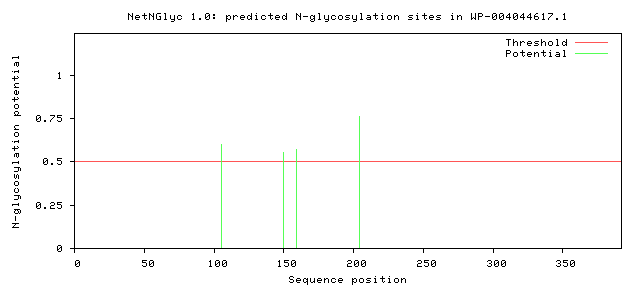 NetNGlyc 1.0: predicted N-glycosylation sites in WP-004044617.1
Threshold
Potential
N-glycosylation potential
1
0.75
0.5
0.25
0
0 50 100 150 200 250 300 350
Sequence position